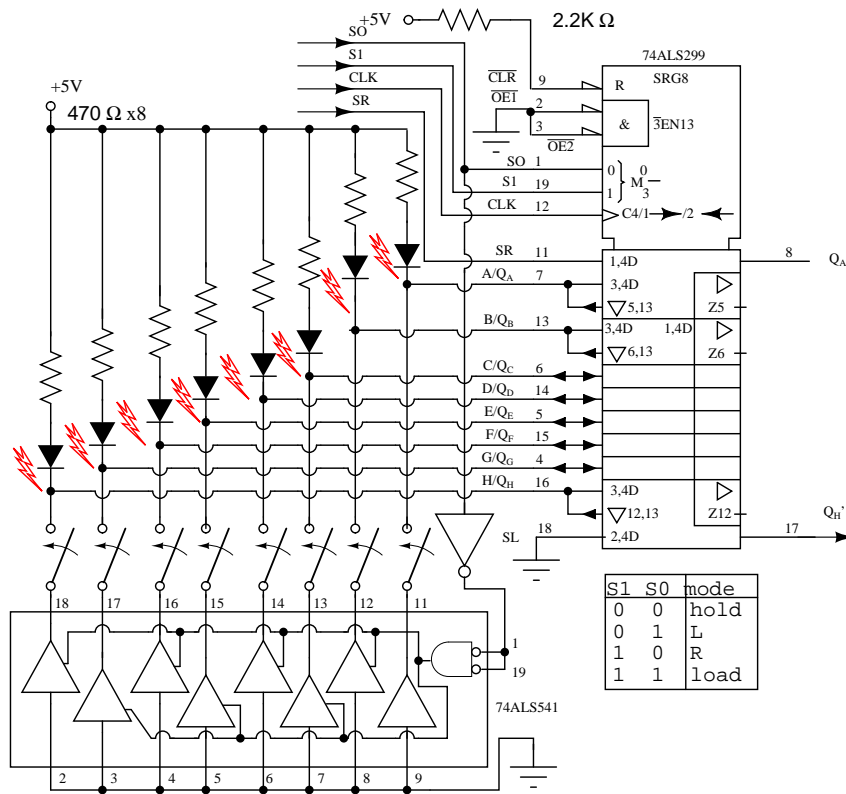 +5V
2.2K Ω
SO
S1
CLK
SR
74ALS299
SRG8
+5V
470 Ω x8
CLR 9 R
OE1 2
& 3EN13
3
OE2
SO 1 0 0
M
S1 19 1 3
CLK 12 C4/1 /2
SR 11 1,4D 8 QA
A/QA 7 3,4D
5,13 Z5
B/QB 13 3,4D 1,4D
6,13 Z6
C/QC 6
D/QD 14
E/QE 5
F/QF 15
G/QG 4
H/QH 16 3,4D
12,13 Z12
SL 18 2,4D 17 QH'
18 17 16 15 14 13 12 11
1
19
74ALS541
2 3 4 5 6 7 8 9
S1 S0 mode
0 0 hold
0 1 L
1 0 R
1 1 load